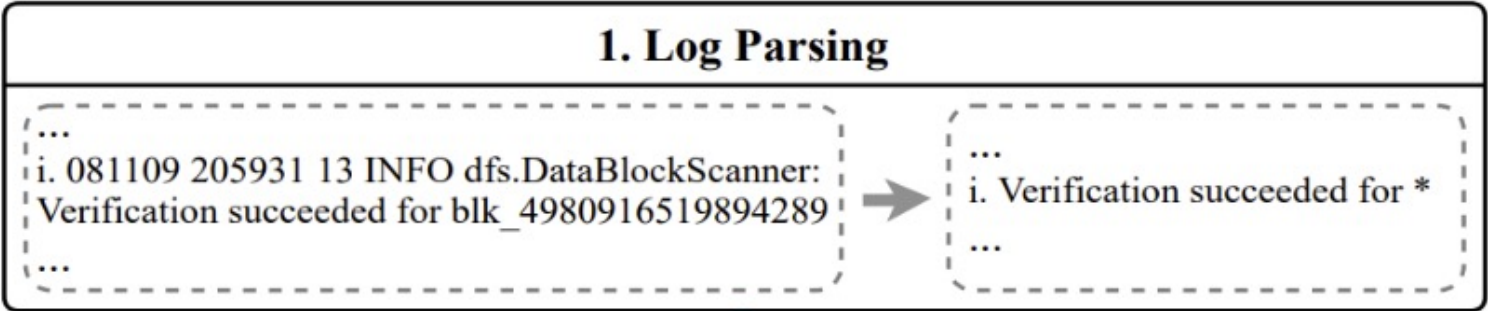 1. Log Parsing
...
i. 081109 205931 13 INFO dfs.DataBlockScanner:
Verification succeeded for blk_4980916519894289
...
...
i. Verification succeeded for *
...